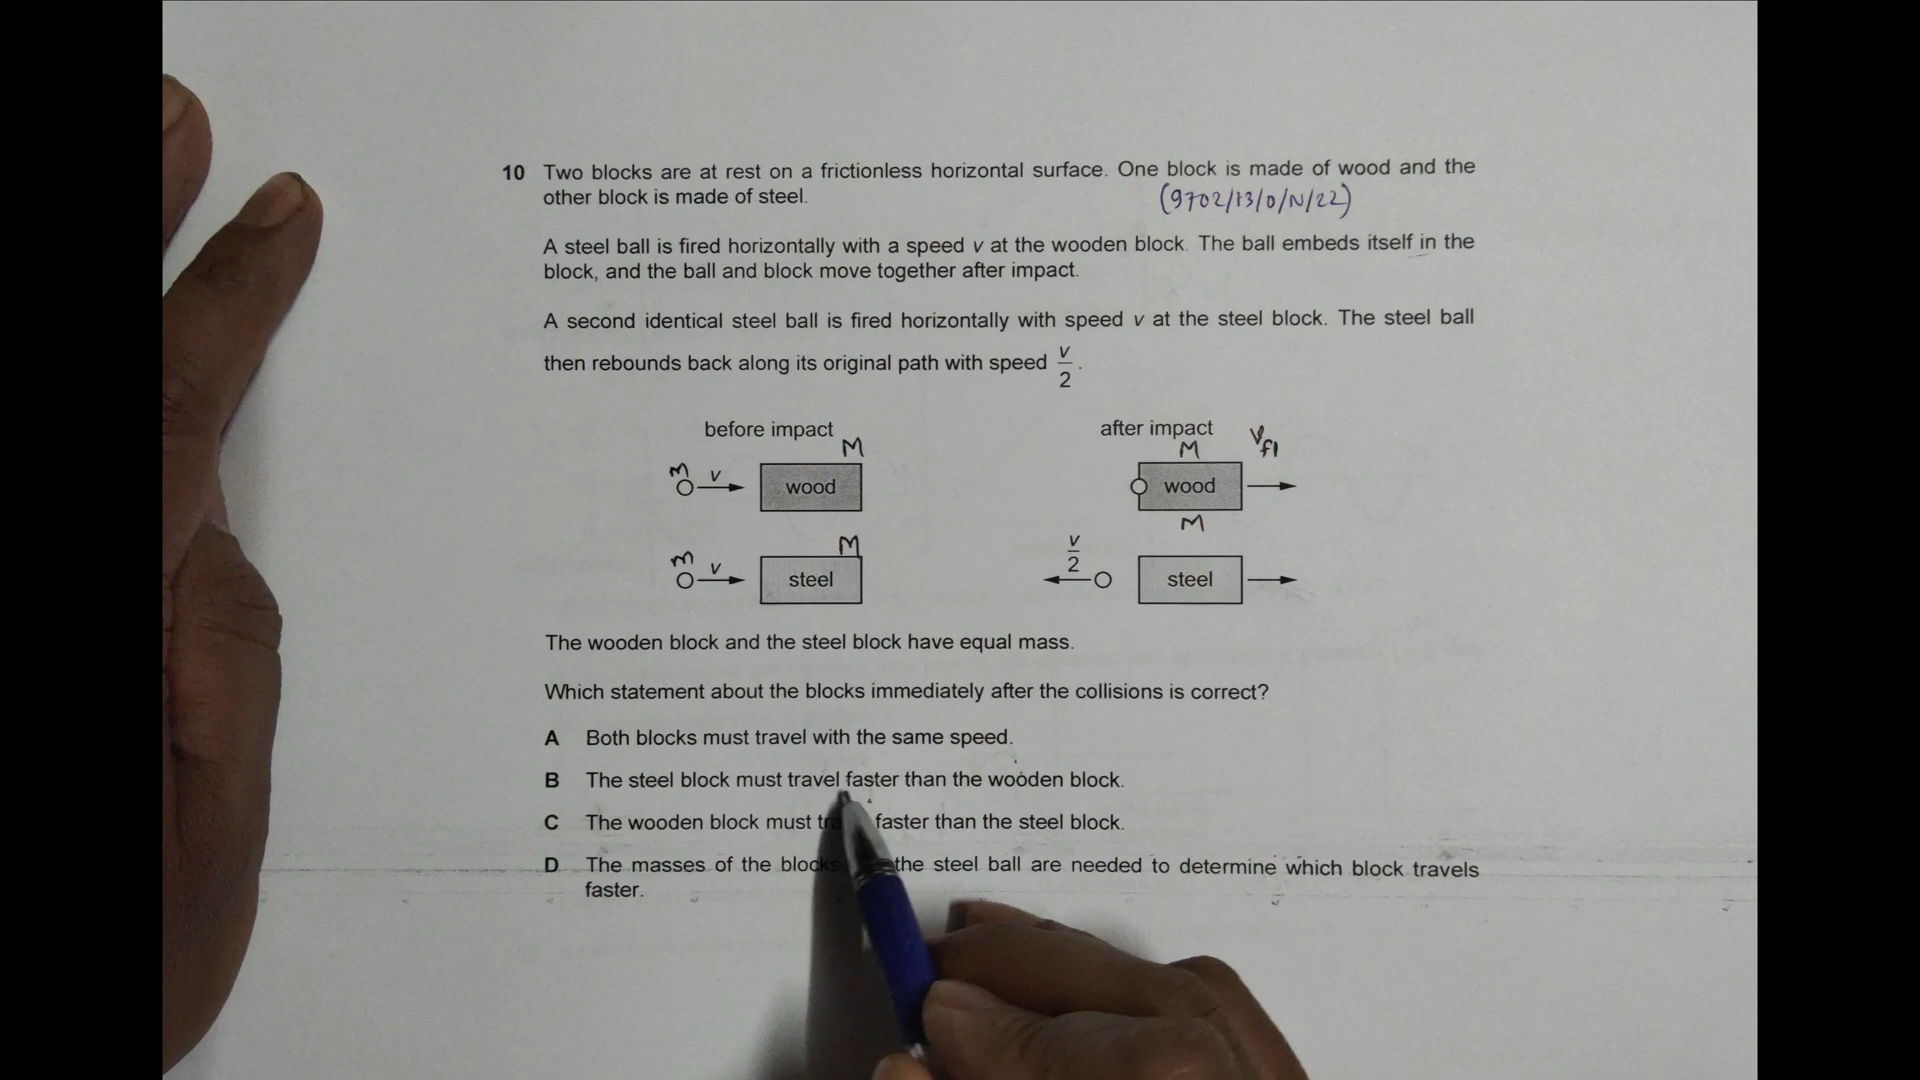 10 Two blocks are at rest on a frictionless horizontal surface. One block is made of wood and the
other block is made of steel.
(9702/13/O/N/22)
A steel ball is fired horizontally with a speed v at the wooden block. The ball embeds itself in the
block, and the ball and block move together after impact.
A second identical steel ball is fired horizontally with speed v at the steel block. The steel ball
then rebounds back along its original path with speed v/2.
before impact after impact
M M Vf1
m v wood wood
M
m v M steel v/2 steel
The wooden block and the steel block have equal mass.
Which statement about the blocks immediately after the collisions is correct?
A Both blocks must travel with the same speed.
B The steel block must travel faster than the wooden block.
C The wooden block must faster than the steel block.
D The masses of the blocks the steel ball are needed to determine which block travels
faster.